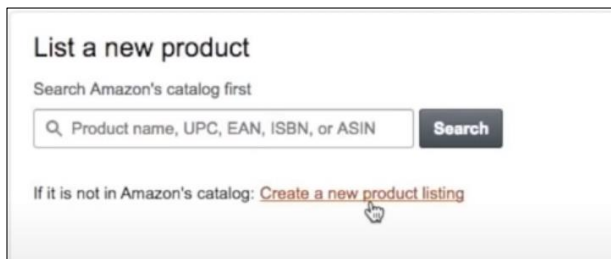 List a new product
Search Amazon's catalog first
Product name, UPC, EAN, ISBN, or ASIN
Search
If it is not in Amazon's catalog: Create a new product listing